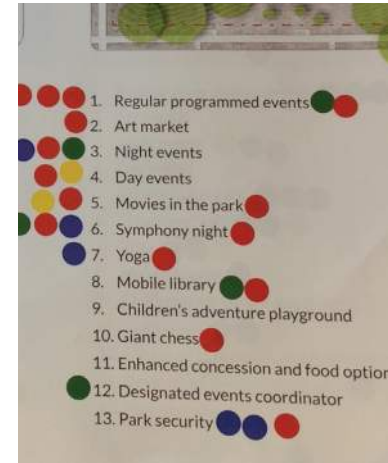 1. Regular programmed events
2. Art market
3. Night events
4. Day events
5. Movies in the park
6. Symphony night
7. Yoga
8. Mobile library
9. Children's adventure playground
10. Giant chess
11. Enhanced concession and food option
12. Designated events coordinator
13. Park security